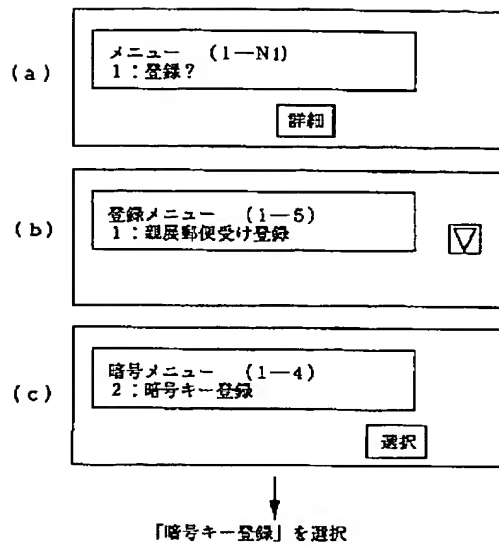 (a)
メニュー (1―N1)
1:登録?
詳細
(b)
登録メニュー (1―5)
1:親展郵便受け登録
(c)
暗号メニュー (1―4)
2:暗号キー登録
選択
「暗号キー登録」を選択